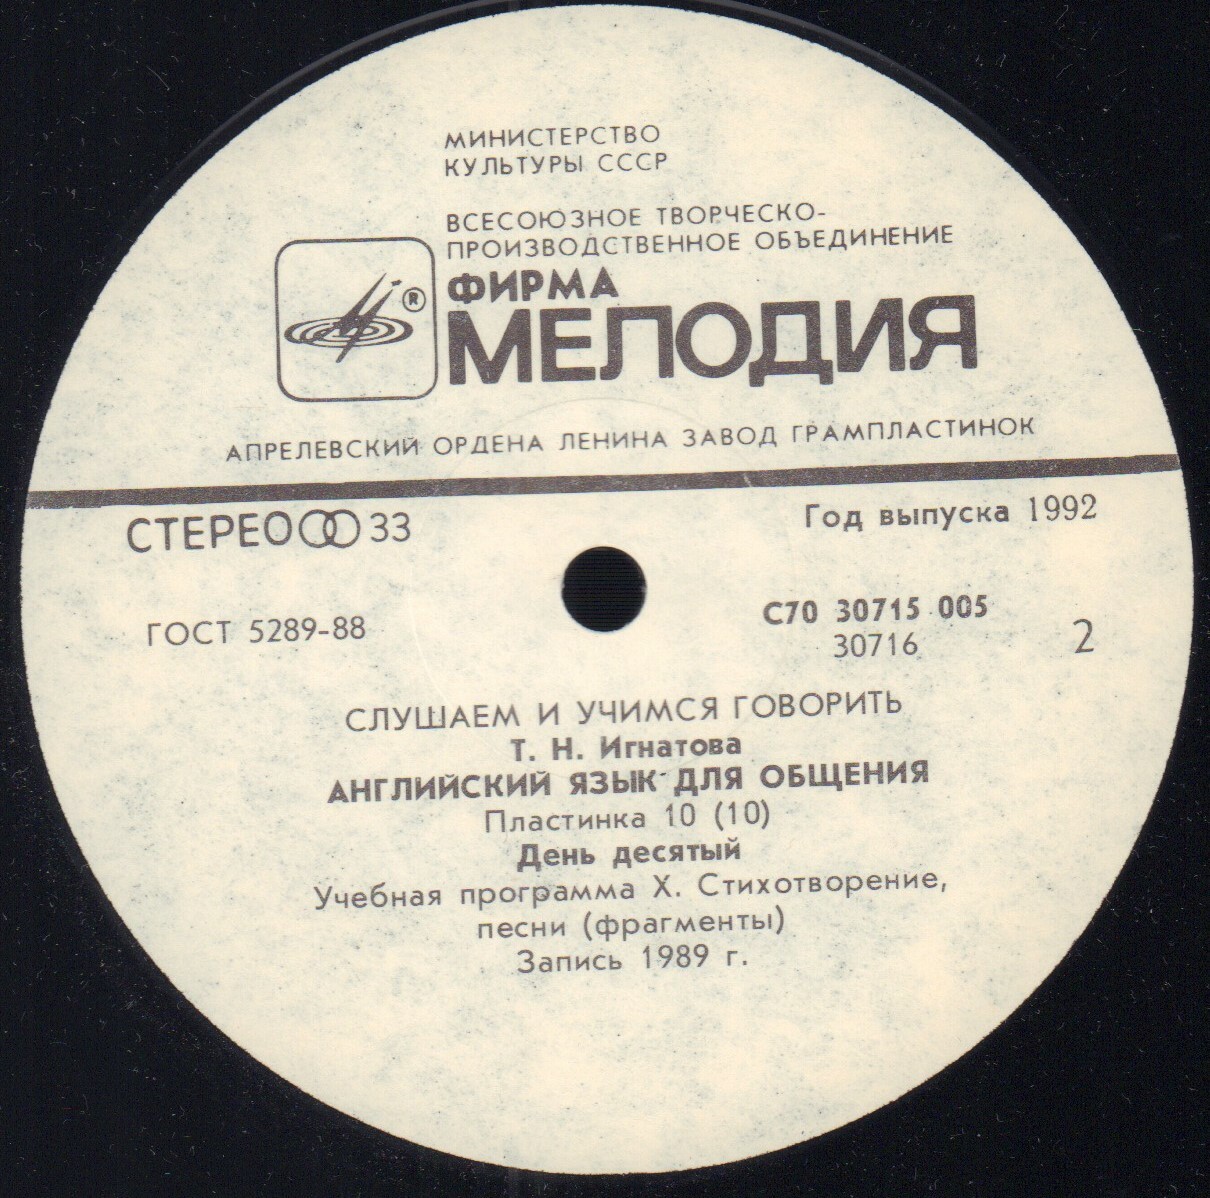 МИНИСТЕРСТВО
КУЛЬТУРЫ СССР
ВСЕСОЮЗНОЕ ТВОРЧЕСКО-
ПРОИЗВОДСТВЕННОЕ ОБЪЕДИНЕНИЕ
ФИРМА
®
МЕЛОДИЯ
АПРЕЛЕВСКИЙ ОРДЕНА ЛЕНИНА ЗАВОД ГРАМПЛАСТИНОК
СТЕРЕО 33
Год выпуска 1992
ГОСТ 5289-88
С70 30715 005
30716
2
СЛУШАЕМ И УЧИМСЯ ГОВОРИТЬ
Т. Н. Игнатова
АНГЛИЙСКИЙ ЯЗЫК ДЛЯ ОБЩЕНИЯ
Пластинка 10 (10)
День десятый
Учебная программа X. Стихотворение,
песни (фрагменты)
Запись 1989 г.